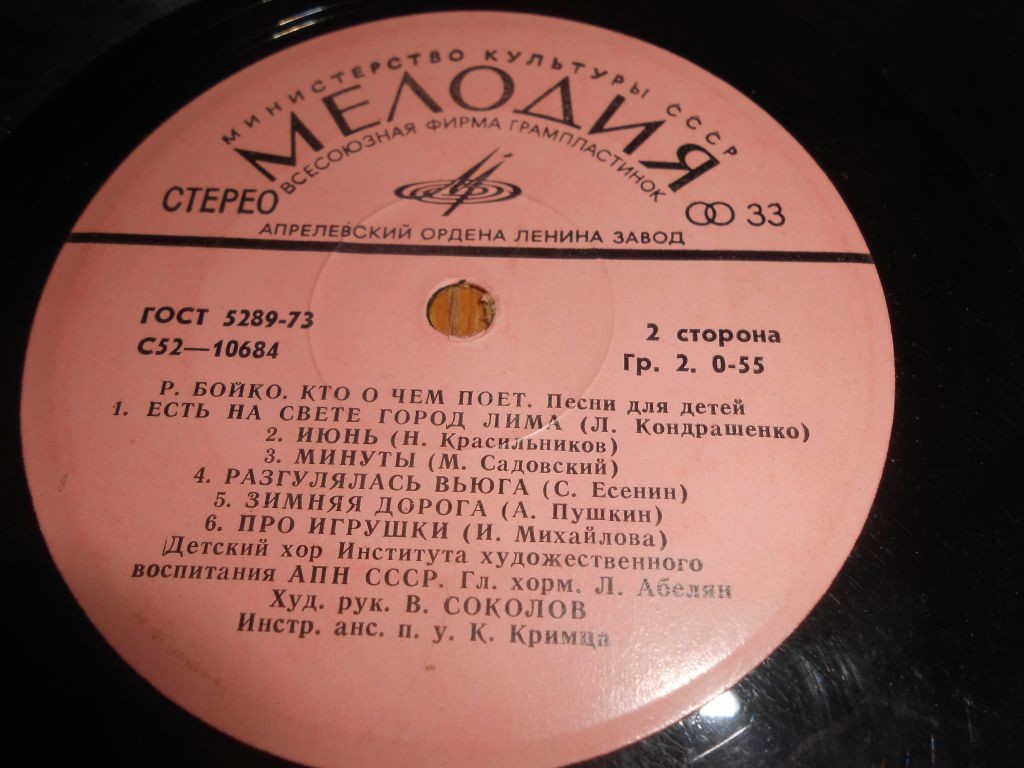 МИНИСТЕРСТВО КУЛЬТУРЫ СССР
МЕЛОДИЯ
ВСЕСОЮЗНАЯ ФИРМА ГРАМПЛАСТИНОК
СТЕРЕО
33
АПРЕЛЕВСКИЙ ОРДЕНА ЛЕНИНА ЗАВОД
ГОСТ 5289-73
С52—10684
2 сторона
Гр. 2. 0-55
Р. БОЙКО. КТО О ЧЕМ ПОЕТ. Песни для детей
1. ЕСТЬ НА СВЕТЕ ГОРОД ЛИМА (Л. Кондрашенко)
2. ИЮНЬ (Н. Красильников)
3. МИНУТЫ (М. Садовский)
4. РАЗГУЛЯЛАСЬ ВЬЮГА (С. Есенин)
5. ЗИМНЯЯ ДОРОГА (А. Пушкин)
6. ПРО ИГРУШКИ (И. Михайлова)
Детский хор Института художественного
воспитания АПН СССР. Гл. хорм. Л. Абелян
Худ. рук. В. СОКОЛОВ
Инстр. анс. п. у. К. Кримца